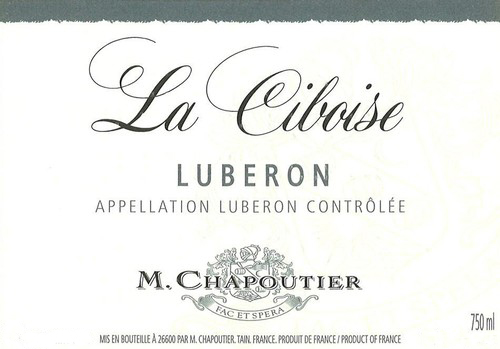 La Ciboise
LUBERON
APPELLATION LUBERON CONTRÔLÉE
M. CHAPOUTIER
FAC ET SPERA
750 ml
MIS EN BOUTEILLE À 26600 PAR M. CHAPOUTIER. TAIN. FRANCE. PRODUIT DE FRANCE / PRODUCT OF FRANCE